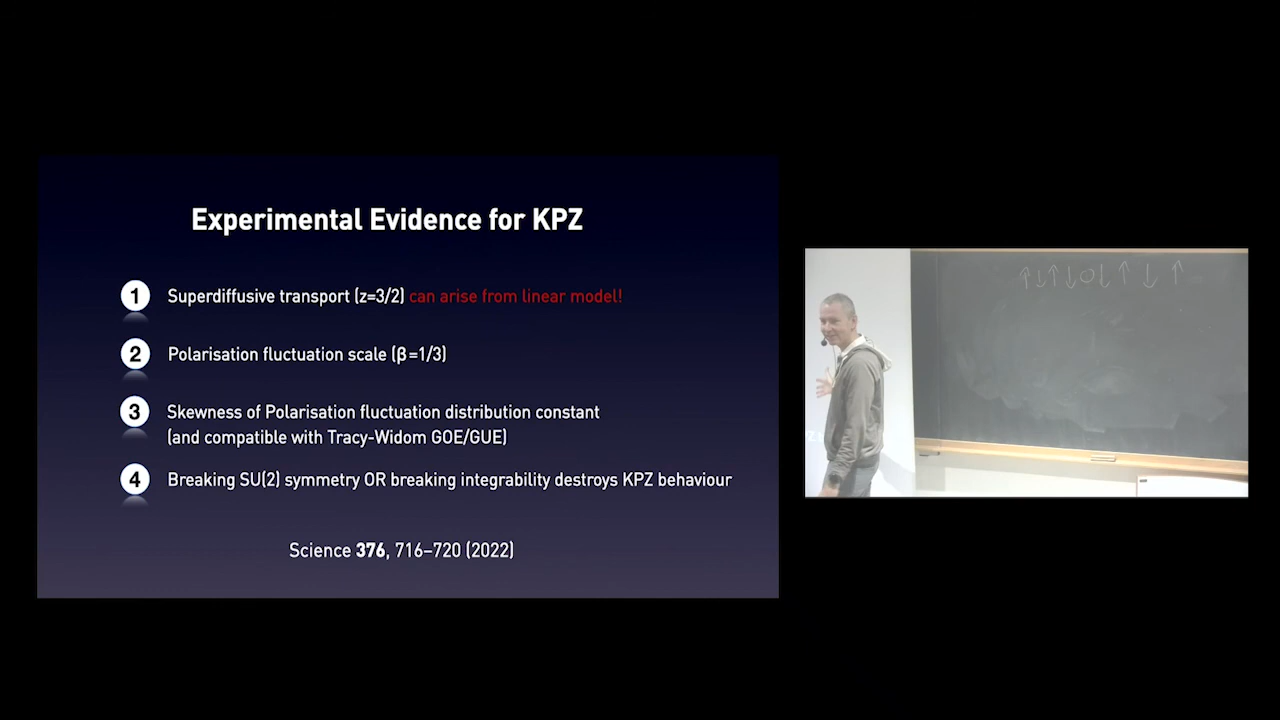 Experimental Evidence for KPZ
1 Superdiffusive transport (z=3/2) can arise from linear model!
2 Polarisation fluctuation scale (β=1/3)
3 Skewness of Polarisation fluctuation distribution constant
(and compatible with Tracy-Widom GOE/GUE)
4 Breaking SU(2) symmetry OR breaking integrability destroys KPZ behaviour
Science 376, 716–720 (2022)
↑↓↑↓○↓↑↓↑